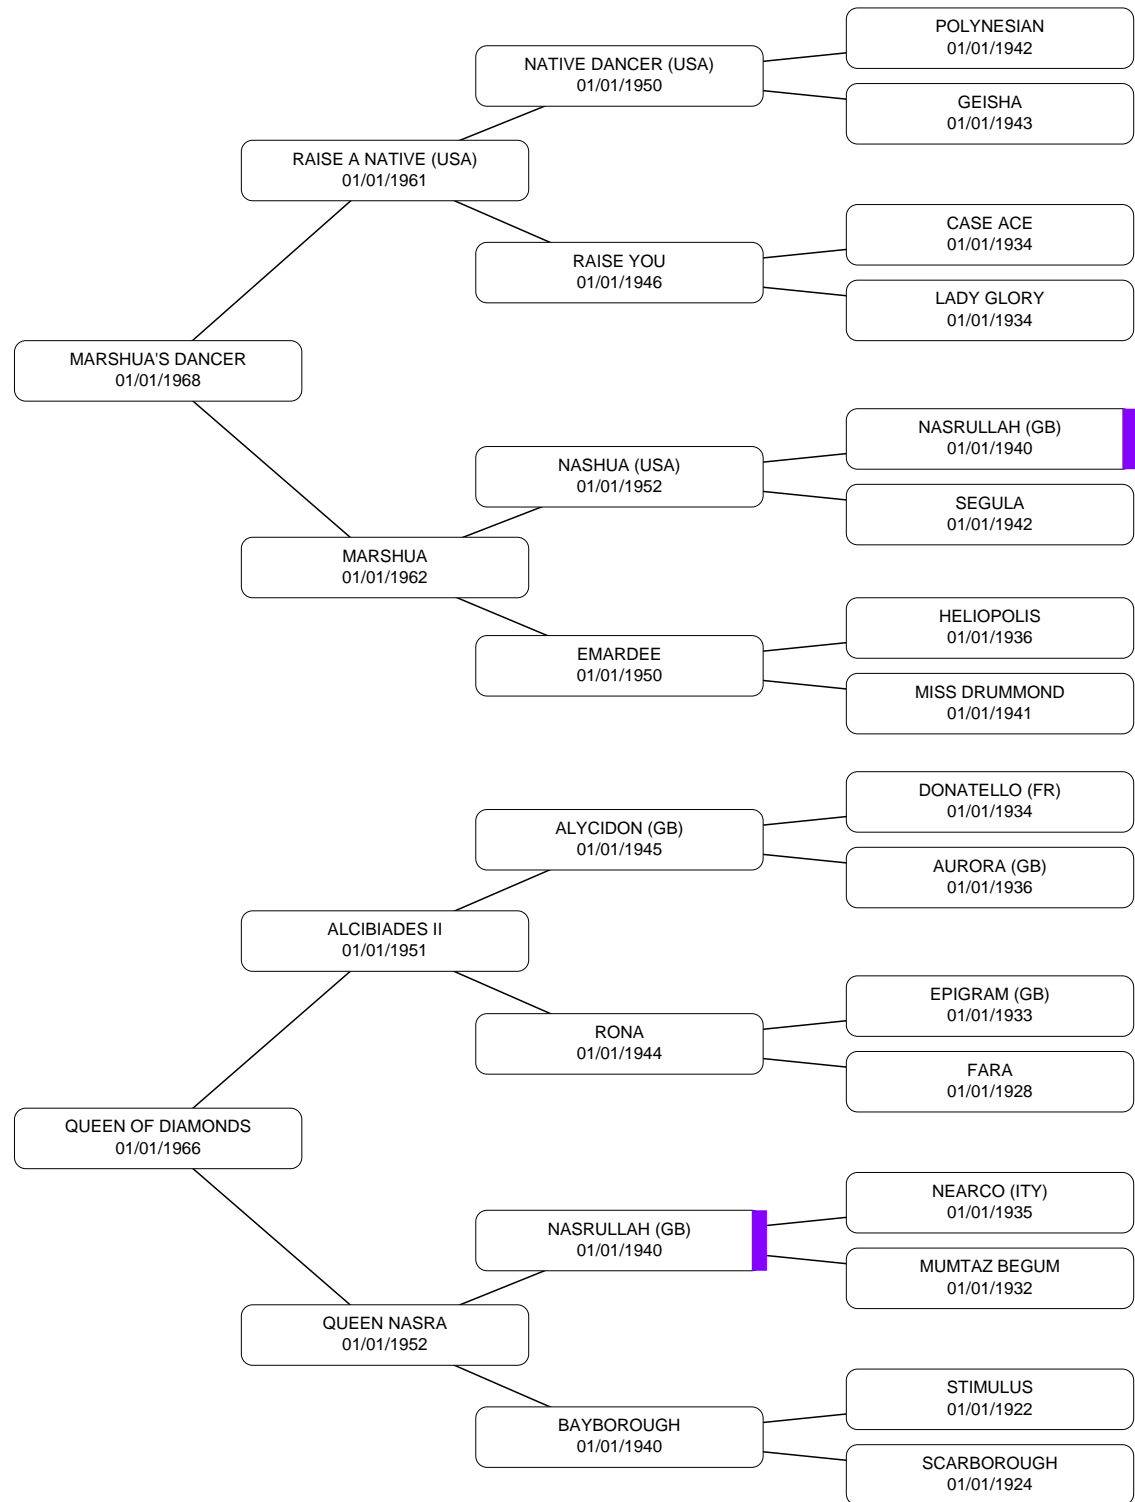 POLYNESIAN
01/01/1942
NATIVE DANCER (USA)
01/01/1950
GEISHA
01/01/1943
RAISE A NATIVE (USA)
01/01/1961
CASE ACE
01/01/1934
RAISE YOU
01/01/1946
LADY GLORY
01/01/1934
MARSHUA'S DANCER
01/01/1968
NASRULLAH (GB)
01/01/1940
NASHUA (USA)
01/01/1952
SEGULA
01/01/1942
MARSHUA
01/01/1962
HELIOPOLIS
01/01/1936
EMARDEE
01/01/1950
MISS DRUMMOND
01/01/1941
DONATELLO (FR)
01/01/1934
ALYCIDON (GB)
01/01/1945
AURORA (GB)
01/01/1936
ALCIBIADES II
01/01/1951
EPIGRAM (GB)
01/01/1933
RONA
01/01/1944
FARA
01/01/1928
QUEEN OF DIAMONDS
01/01/1966
NEARCO (ITY)
01/01/1935
NASRULLAH (GB)
01/01/1940
MUMTAZ BEGUM
01/01/1932
QUEEN NASRA
01/01/1952
STIMULUS
01/01/1922
BAYBOROUGH
01/01/1940
SCARBOROUGH
01/01/1924